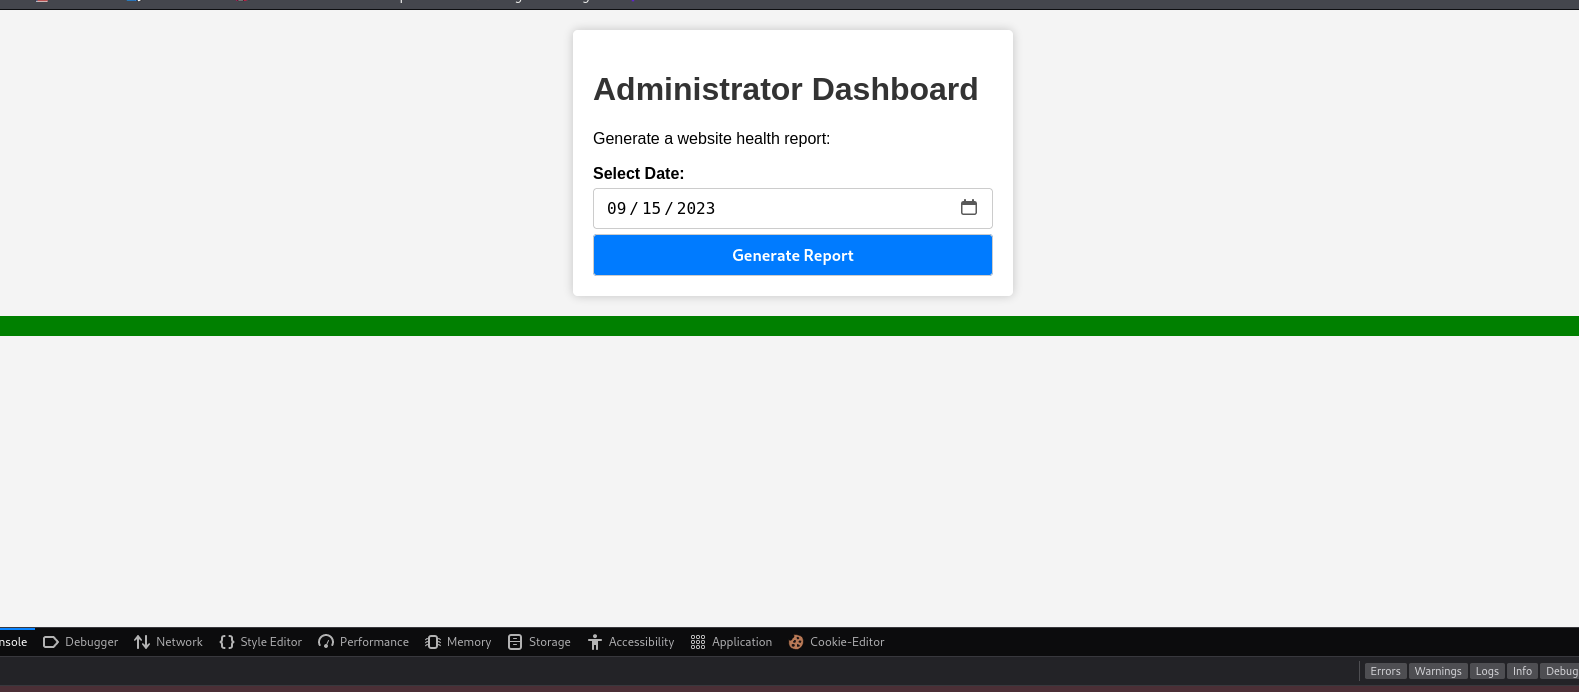 Administrator Dashboard
Generate a website health report:
Select Date:
09/15/2023
Generate Report
nsole Debugger Network Style Editor Performance Memory Storage Accessibility Application Cookie-Editor
Errors Warnings Logs Info Debug